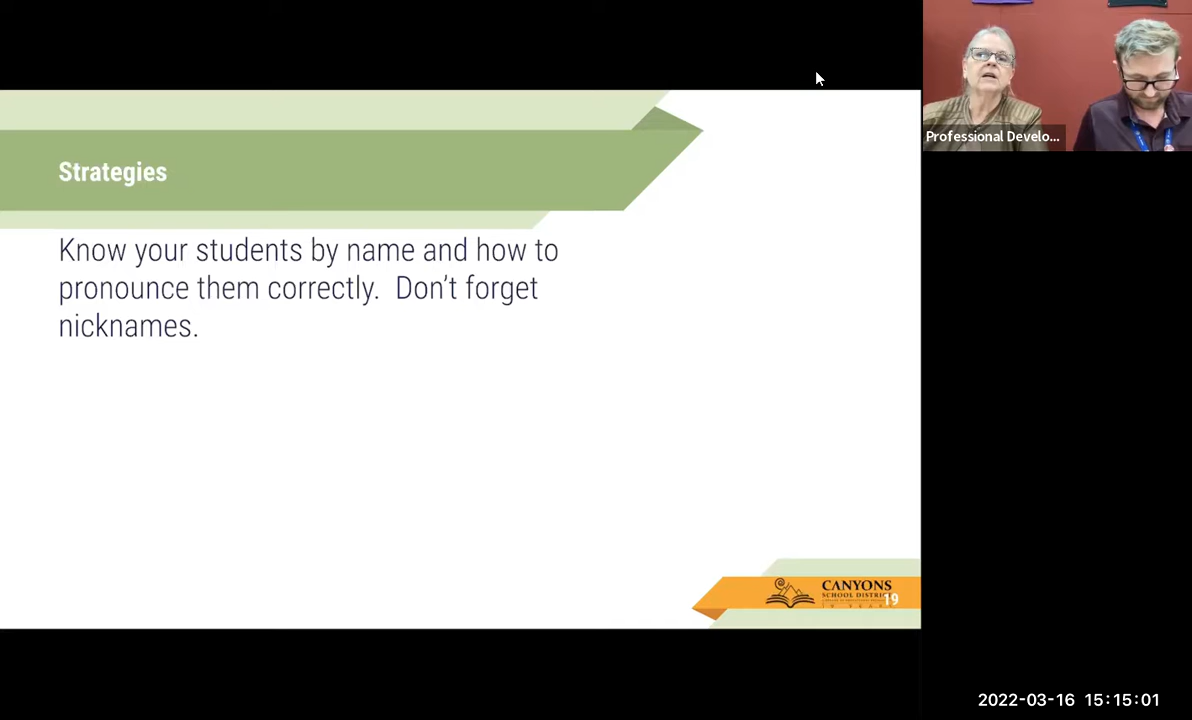 Professional Develo...
Strategies
Know your students by name and how to
pronounce them correctly.  Don't forget
nicknames.
CANYONS
SCHOOL DISTRI
19
2022-03-16 15:15:01